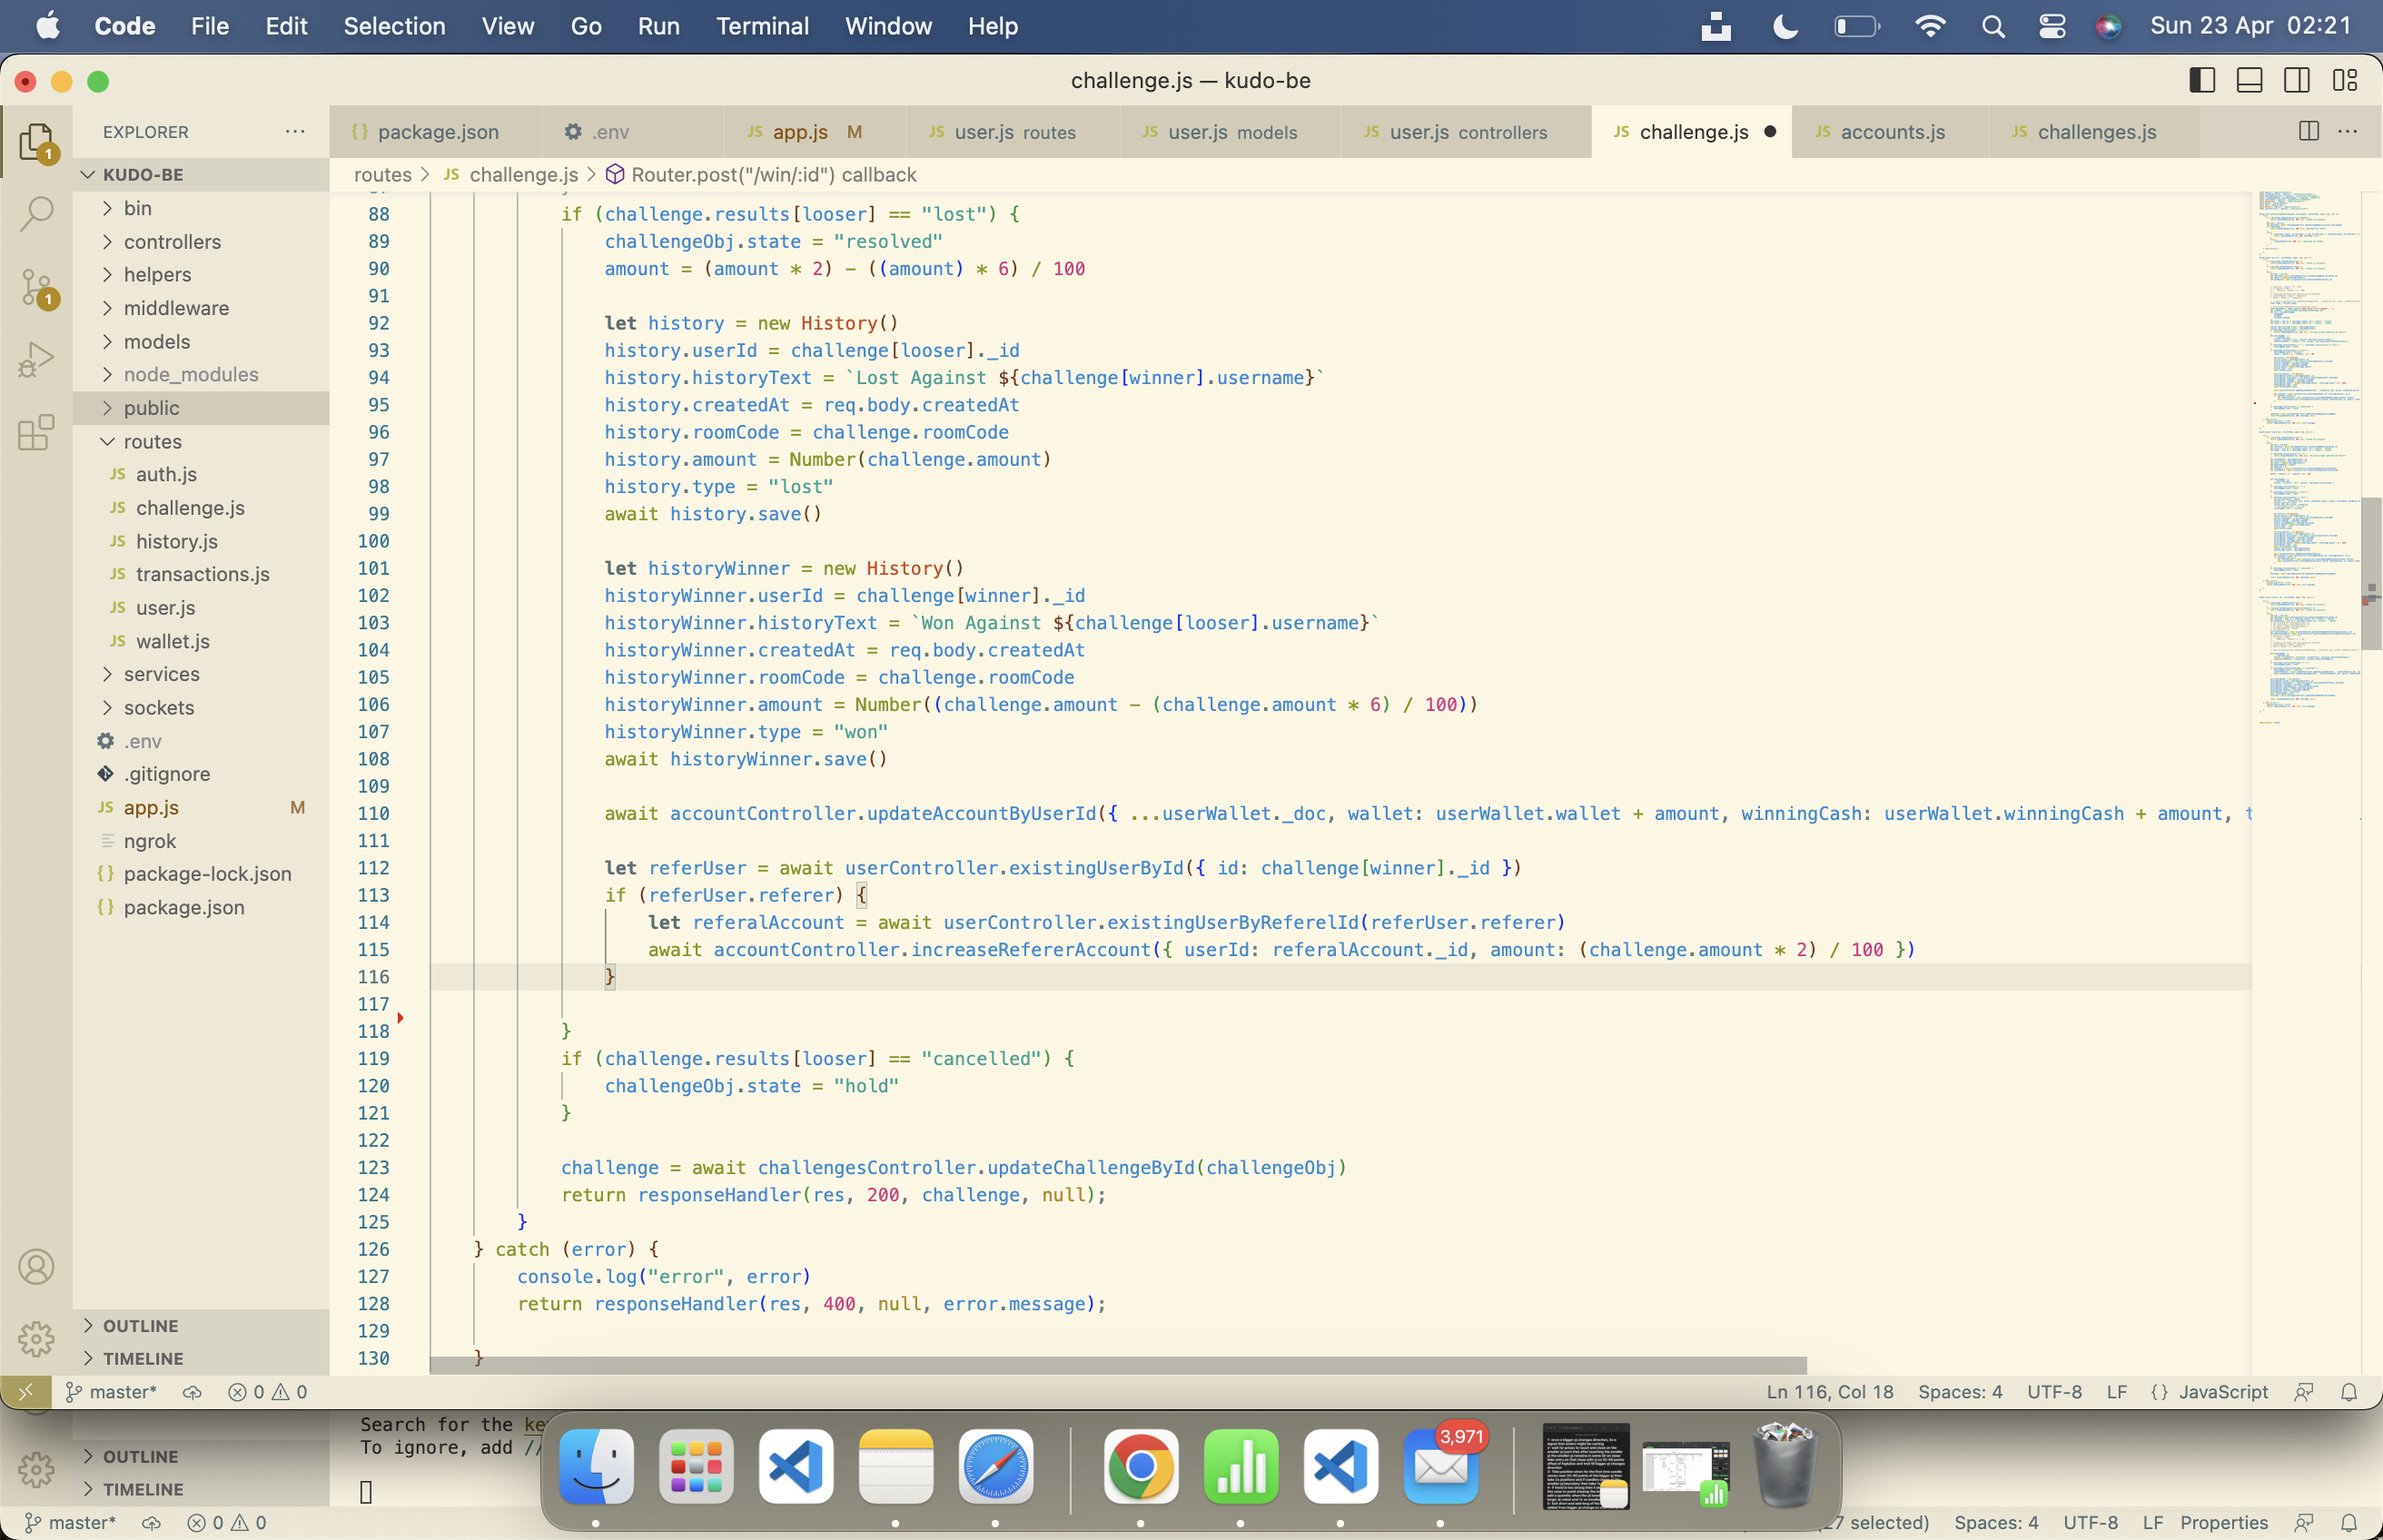 Code File Edit Selection View Go Run Terminal Window Help Sun 23 Apr 02:21
challenge.js — kudo-be
EXPLORER
package.json
.env
JS app.js M
JS user.js routes
JS user.js models
JS user.js controllers
JS challenge.js
JS accounts.js
JS challenges.js
routes > JS challenge.js > Router.post("/win/:id") callback
1
1
KUDO-BE
bin
controllers
helpers
middleware
models
node_modules
public
routes
JS auth.js
JS challenge.js
JS history.js
JS transactions.js
JS user.js
JS wallet.js
services
sockets
.env
.gitignore
JS app.js M
ngrok
{} package-lock.json
{} package.json
OUTLINE
TIMELINE
88 if (challenge.results[looser] == "lost") {
89 challengeObj.state = "resolved"
90 amount = (amount * 2) - ((amount) * 6) / 100
91
92 let history = new History()
93 history.userId = challenge[looser]._id
94 history.historyText = `Lost Against ${challenge[winner].username}`
95 history.createdAt = req.body.createdAt
96 history.roomCode = challenge.roomCode
97 history.amount = Number(challenge.amount)
98 history.type = "lost"
99 await history.save()
100
101 let historyWinner = new History()
102 historyWinner.userId = challenge[winner]._id
103 historyWinner.historyText = `Won Against ${challenge[looser].username}`
104 historyWinner.createdAt = req.body.createdAt
105 historyWinner.roomCode = challenge.roomCode
106 historyWinner.amount = Number((challenge.amount - (challenge.amount * 6) / 100))
107 historyWinner.type = "won"
108 await historyWinner.save()
109
110 await accountController.updateAccountByUserId({ ...userWallet._doc, wallet: userWallet.wallet + amount, winningCash: userWallet.winningCash + amount,
111
112 let referUser = await userController.existingUserById({ id: challenge[winner]._id })
113 if (referUser.referer) {
114 let referalAccount = await userController.existingUserByReferelId(referUser.referer)
115 await accountController.increaseRefererAccount({ userId: referalAccount._id, amount: (challenge.amount * 2) / 100 })
116 }
117
118 }
119 if (challenge.results[looser] == "cancelled") {
120 challengeObj.state = "hold"
121 }
122
123 challenge = await challengesController.updateChallengeById(challengeObj)
124 return responseHandler(res, 200, challenge, null);
125 }
126 } catch (error) {
127 console.log("error", error)
128 return responseHandler(res, 400, null, error.message);
129
130 }
master* 0 0 Ln 116, Col 18 Spaces: 4 UTF-8 LF {} JavaScript
Search for the
To ignore, add //
OUTLINE
TIMELINE
3,971
master* 0 0 selected) Spaces: 4 UTF-8 LF Properties